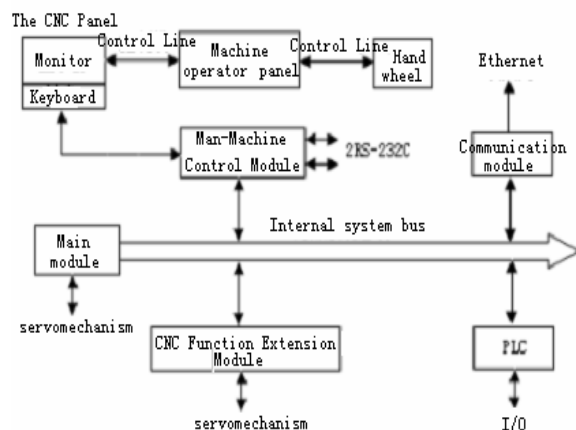 The CNC Panel
Monitor
Keyboard
Control Line
Machine
operator panel
Control Line
Hand
wheel
Ethernet
Man-Machine
Control Module
2RS-232C
Communication
module
Internal system bus
Main
module
servomechanism
CNC Function Extension
Module
servomechanism
PLC
I/O